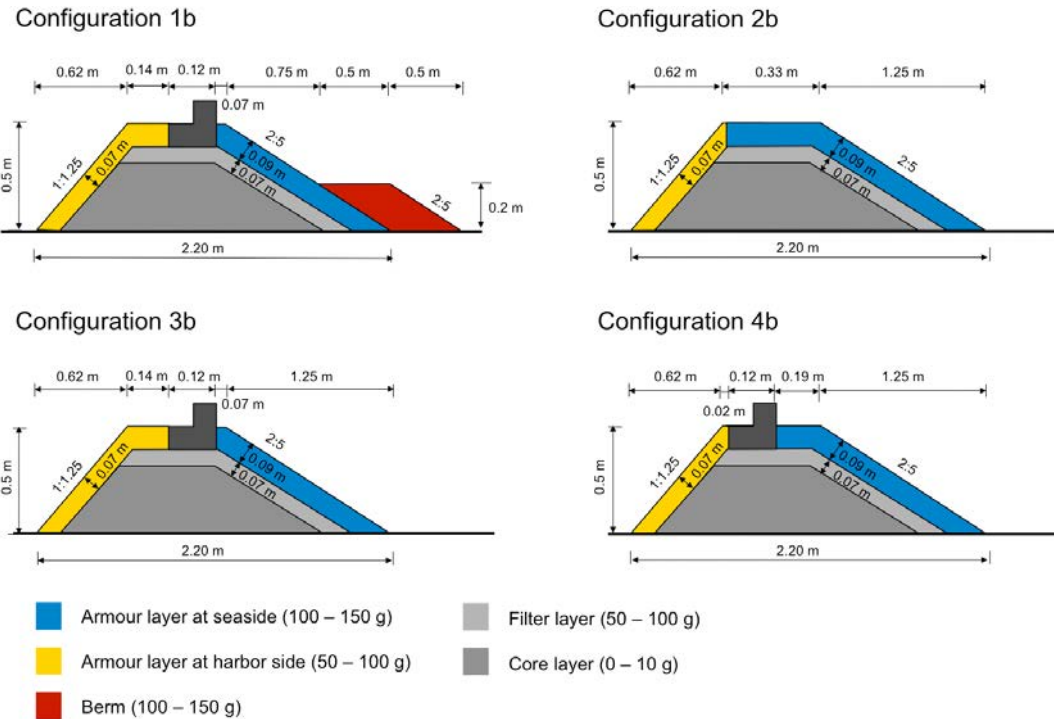 Configuration 1b
0.62 m 0.14 m 0.12 m 0.75 m 0.5 m 0.5 m
0.07 m
0.5 m
1:1.25
0.07 m
2:5
0.09 m
0.07 m
2:5
0.2 m
2.20 m
Configuration 2b
0.62 m 0.33 m 1.25 m
0.5 m
1:1.25
0.07 m
2:5
0.09 m
0.07 m
2.20 m
Configuration 3b
0.62 m 0.14 m 0.12 m 1.25 m
0.07 m
0.5 m
1:1.25
0.07 m
2:5
0.09 m
0.07 m
2.20 m
Configuration 4b
0.62 m 0.12 m 0.19 m 1.25 m
0.02 m
0.5 m
1:1.25
0.07 m
2:5
0.09 m
0.07 m
2.20 m
Armour layer at seaside (100 – 150 g)
Armour layer at harbor side (50 – 100 g)
Berm (100 – 150 g)
Filter layer (50 – 100 g)
Core layer (0 – 10 g)